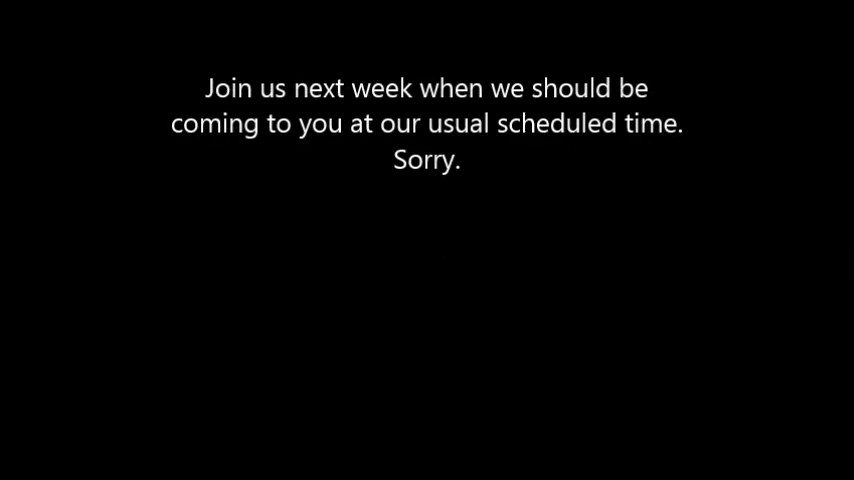 Join us next week when we should be
coming to you at our usual scheduled time.
Sorry.